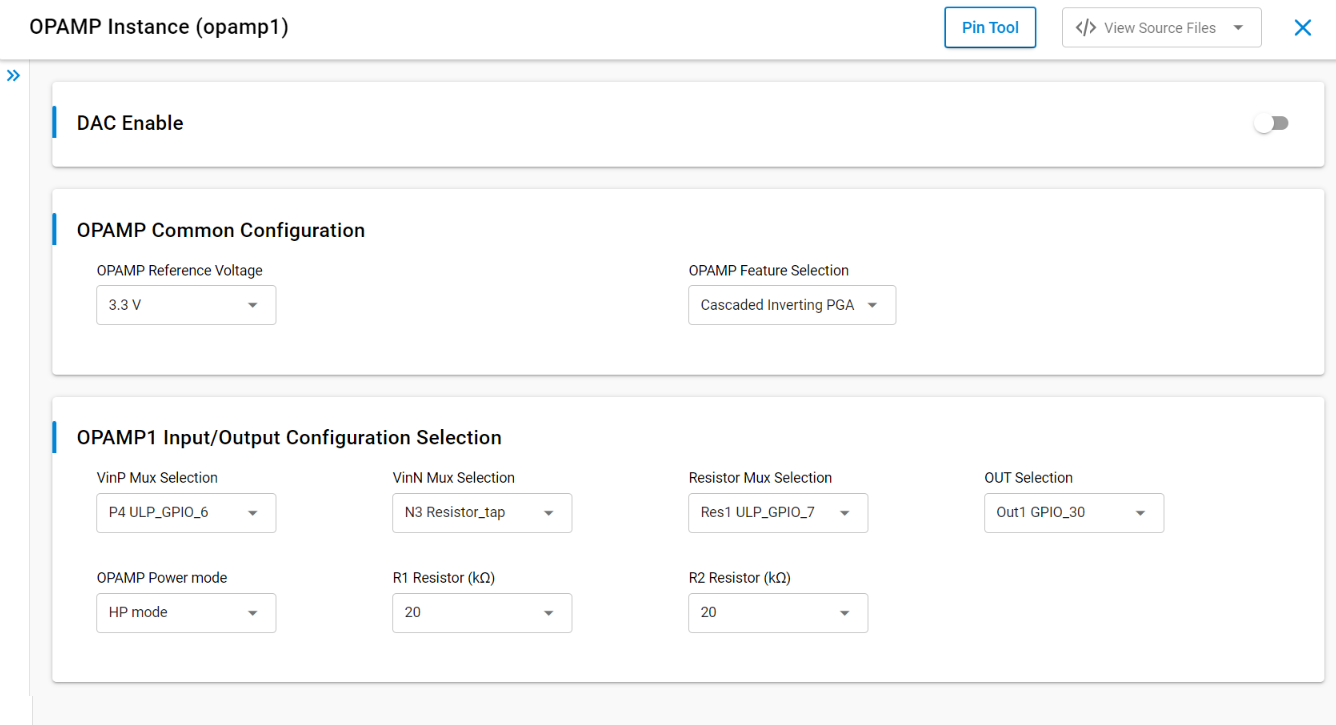 OPAMP Instance (opamp1)
Pin Tool
</> View Source Files
DAC Enable
OPAMP Common Configuration
OPAMP Reference Voltage
OPAMP Feature Selection
3.3 V
Cascaded Inverting PGA
OPAMP1 Input/Output Configuration Selection
VinP Mux Selection
VinN Mux Selection
Resistor Mux Selection
OUT Selection
P4 ULP_GPIO_6
N3 Resistor_tap
Res1 ULP_GPIO_7
Out1 GPIO_30
OPAMP Power mode
R1 Resistor (kΩ)
R2 Resistor (kΩ)
HP mode
20
20